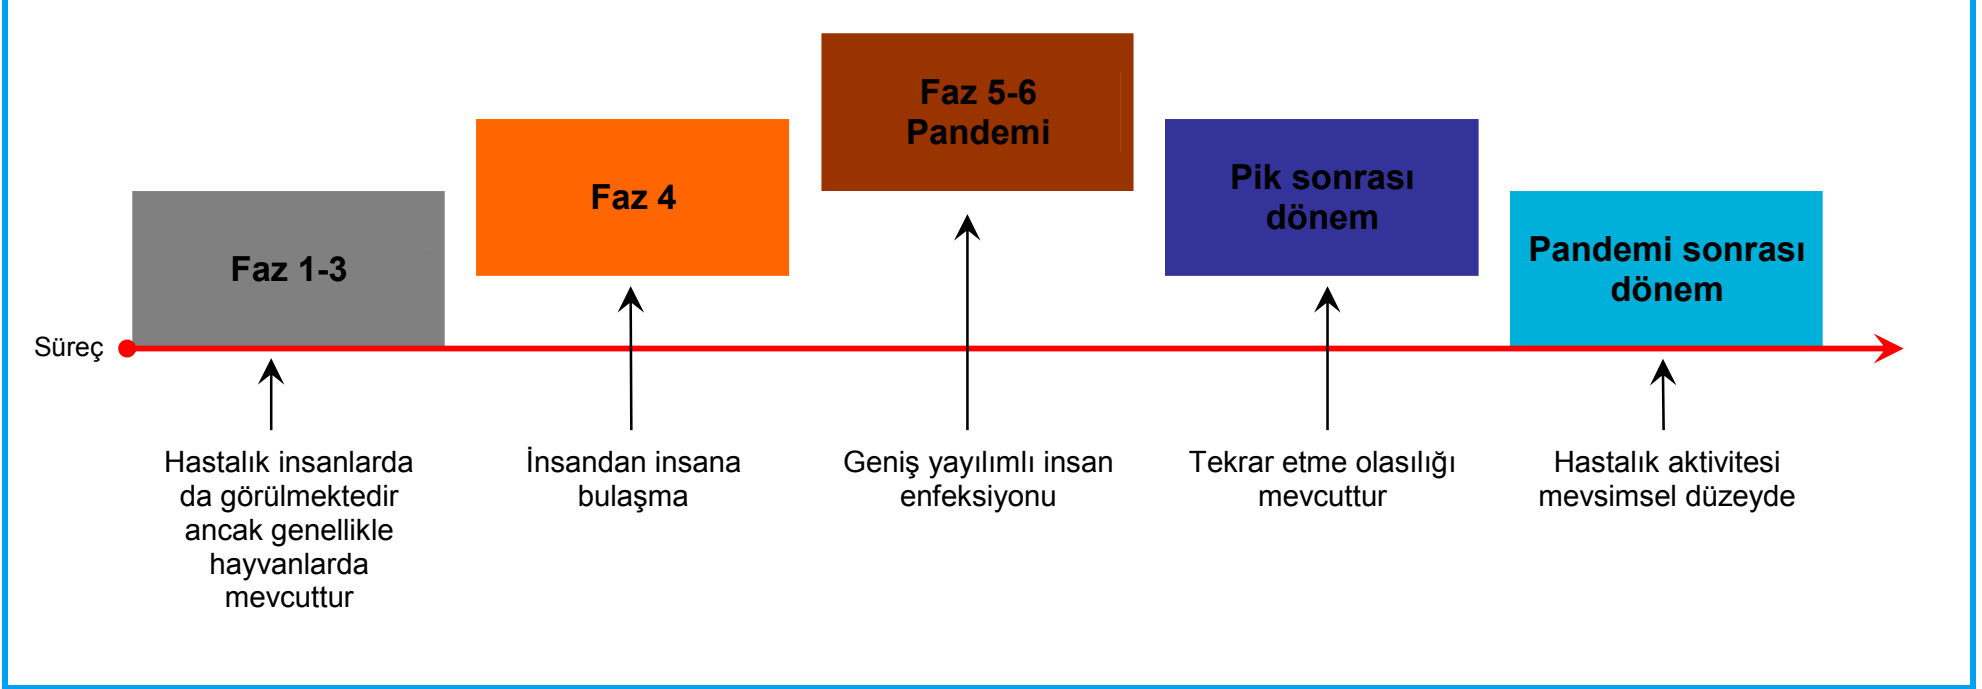 Faz 5-6
Pandemi
Faz 4
Pik sonrası
dönem
Faz 1-3
Pandemi sonrası
dönem
Süreç
Hastalık insanlarda
da görülmektedir
ancak genellikle
hayvanlarda
mevcuttur
İnsandan insana
bulaşma
Geniş yayılımlı insan
enfeksiyonu
Tekrar etme olasılığı
mevcuttur
Hastalık aktivitesi
mevsimsel düzeyde